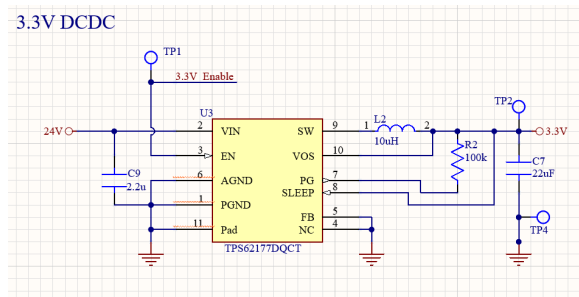 3.3V DCDC
TP1
3.3V_Enable
U3
24V
2 VIN
SW 9
1 L2 2
10uH
TP2
3.3V
3 EN
VOS 10
R2
100k
C9
2.2u
6 AGND
PG 7
SLEEP 8
C7
22uF
1 PGND
FB 5
NC 4
TP4
11 Pad
TPS62177DQCT